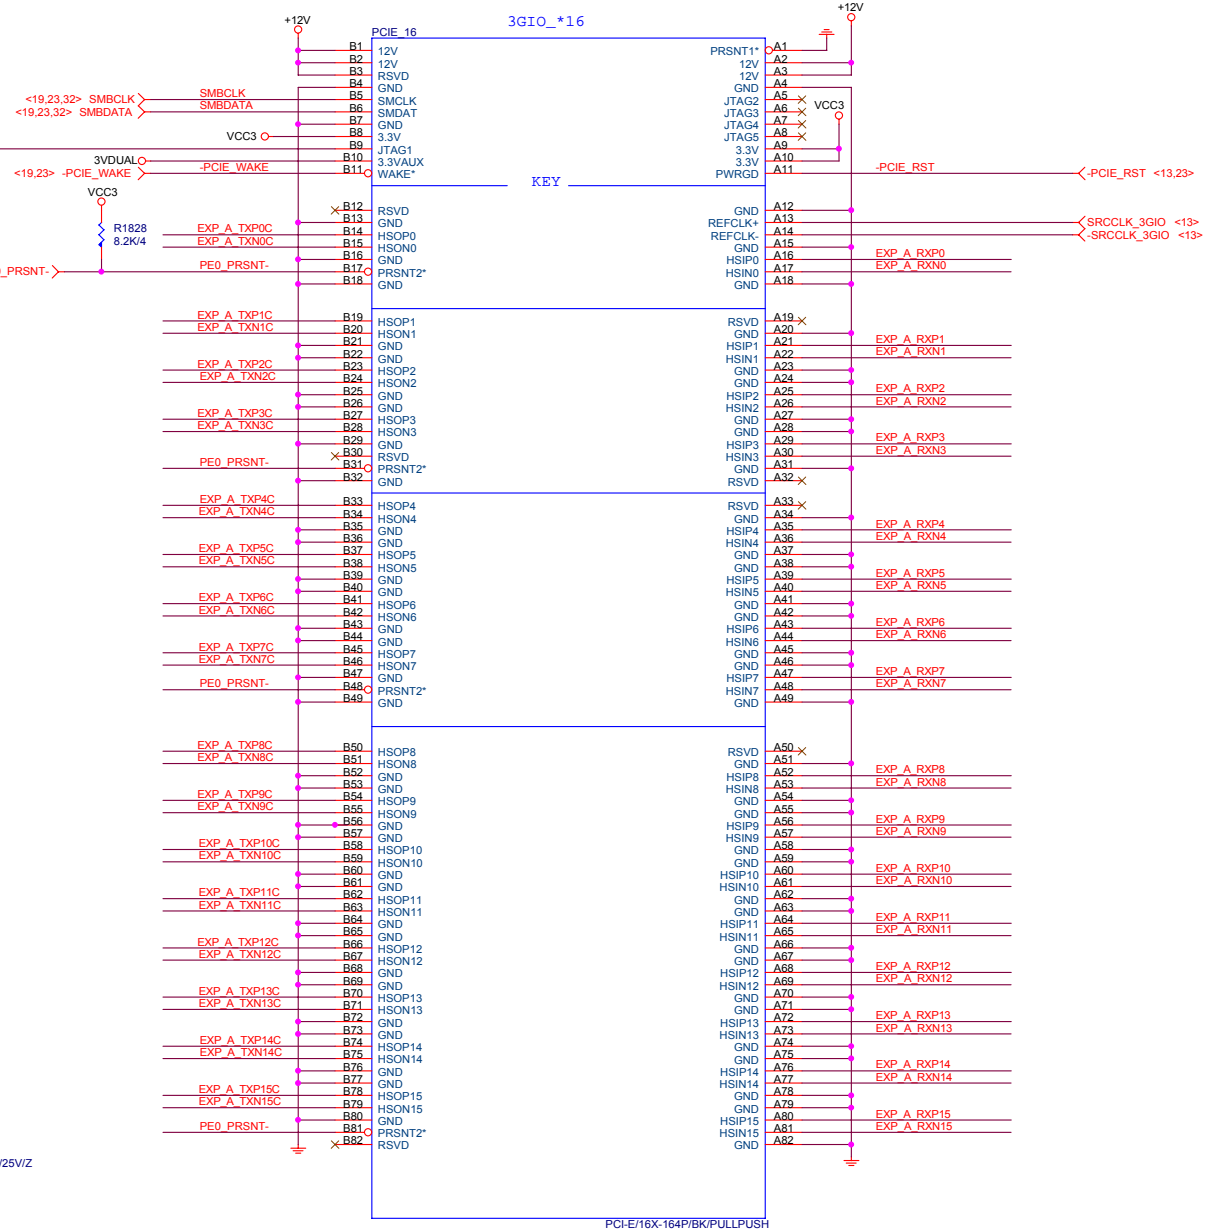 +12V 3GIO_*16 +12V
PCIE_16
B1 12V PRSNT1* A1
B2 12V 12V A2
B3 RSVD 12V A3
B4 GND GND A4
<19,23,32> SMBCLK SMBCLK B5 SMCLK JTAG2 A5
<19,23,32> SMBDATA SMBDATA B6 SMDAT JTAG3 A6 VCC3
B7 GND JTAG4 A7
VCC3 B8 3.3V JTAG5 A8
B9 JTAG1 3.3V A9
3VDUAL B10 3.3VAUX 3.3V A10
<19,23> -PCIE_WAKE -PCIE_WAKE B11 WAKE* PWRGD A11 -PCIE_RST -PCIE_RST <13,23>
KEY
VCC3
B12 RSVD GND A12
B13 GND REFCLK+ A13 SRCCLK_3GIO <13>
R1828 EXP_A_TXP0C B14 HSOP0 REFCLK- A14 -SRCCLK_3GIO <13>
8.2K/4 EXP_A_TXN0C B15 HSON0 GND A15
B16 GND HSIP0 A16 EXP_A_RXP0
_PRSNT- PE0_PRSNT- B17 PRSNT2* HSIN0 A17 EXP_A_RXN0
B18 GND GND A18
EXP_A_TXP1C B19 HSOP1 RSVD A19
EXP_A_TXN1C B20 HSON1 GND A20
B21 GND HSIP1 A21 EXP_A_RXP1
B22 GND HSIN1 A22 EXP_A_RXN1
EXP_A_TXP2C B23 HSOP2 GND A23
EXP_A_TXN2C B24 HSON2 GND A24
B25 GND HSIP2 A25 EXP_A_RXP2
B26 GND HSIN2 A26 EXP_A_RXN2
EXP_A_TXP3C B27 HSOP3 GND A27
EXP_A_TXN3C B28 HSON3 GND A28
B29 GND HSIP3 A29 EXP_A_RXP3
B30 RSVD HSIN3 A30 EXP_A_RXN3
PE0_PRSNT- B31 PRSNT2* GND A31
B32 GND RSVD A32
EXP_A_TXP4C B33 HSOP4 RSVD A33
EXP_A_TXN4C B34 HSON4 GND A34
B35 GND HSIP4 A35 EXP_A_RXP4
B36 GND HSIN4 A36 EXP_A_RXN4
EXP_A_TXP5C B37 HSOP5 GND A37
EXP_A_TXN5C B38 HSON5 GND A38
B39 GND HSIP5 A39 EXP_A_RXP5
B40 GND HSIN5 A40 EXP_A_RXN5
EXP_A_TXP6C B41 HSOP6 GND A41
EXP_A_TXN6C B42 HSON6 GND A42
B43 GND HSIP6 A43 EXP_A_RXP6
B44 GND HSIN6 A44 EXP_A_RXN6
EXP_A_TXP7C B45 HSOP7 GND A45
EXP_A_TXN7C B46 HSON7 GND A46
B47 GND HSIP7 A47 EXP_A_RXP7
PE0_PRSNT- B48 PRSNT2* HSIN7 A48 EXP_A_RXN7
B49 GND GND A49
EXP_A_TXP8C B50 HSOP8 RSVD A50
EXP_A_TXN8C B51 HSON8 GND A51
B52 GND HSIP8 A52 EXP_A_RXP8
B53 GND HSIN8 A53 EXP_A_RXN8
EXP_A_TXP9C B54 HSOP9 GND A54
EXP_A_TXN9C B55 HSON9 GND A55
B56 GND HSIP9 A56 EXP_A_RXP9
B57 GND HSIN9 A57 EXP_A_RXN9
EXP_A_TXP10C B58 HSOP10 GND A58
EXP_A_TXN10C B59 HSON10 GND A59
B60 GND HSIP10 A60 EXP_A_RXP10
B61 GND HSIN10 A61 EXP_A_RXN10
EXP_A_TXP11C B62 HSOP11 GND A62
EXP_A_TXN11C B63 HSON11 GND A63
B64 GND HSIP11 A64 EXP_A_RXP11
B65 GND HSIN11 A65 EXP_A_RXN11
EXP_A_TXP12C B66 HSOP12 GND A66
EXP_A_TXN12C B67 HSON12 GND A67
B68 GND HSIP12 A68 EXP_A_RXP12
B69 GND HSIN12 A69 EXP_A_RXN12
EXP_A_TXP13C B70 HSOP13 GND A70
EXP_A_TXN13C B71 HSON13 GND A71
B72 GND HSIP13 A72 EXP_A_RXP13
B73 GND HSIN13 A73 EXP_A_RXN13
EXP_A_TXP14C B74 HSOP14 GND A74
EXP_A_TXN14C B75 HSON14 GND A75
B76 GND HSIP14 A76 EXP_A_RXP14
B77 GND HSIN14 A77 EXP_A_RXN14
EXP_A_TXP15C B78 HSOP15 GND A78
EXP_A_TXN15C B79 HSON15 GND A79
B80 GND HSIP15 A80 EXP_A_RXP15
PE0_PRSNT- B81 PRSNT2* HSIN15 A81 EXP_A_RXN15
B82 RSVD GND A82
/25V/Z
PCI-E/16X-164P/BK/PULLPUSH